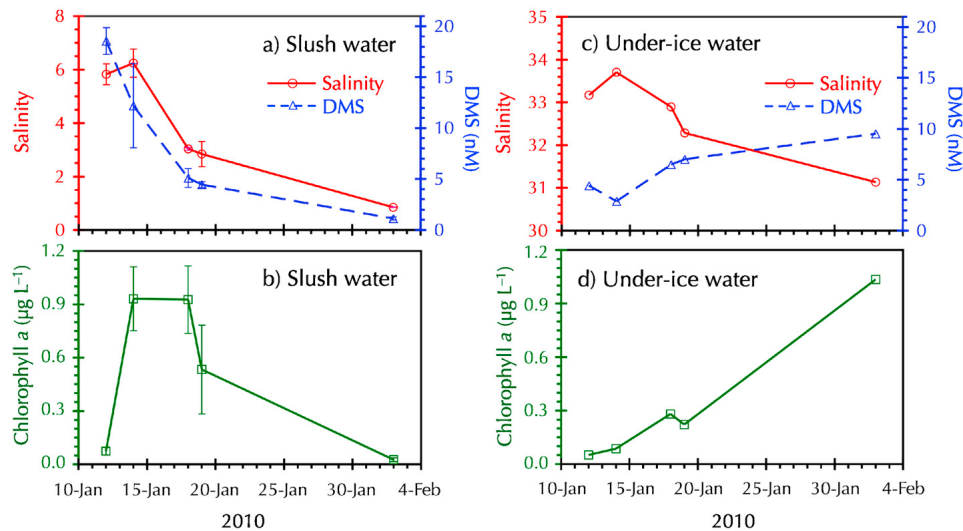 a) Slush water
Salinity
DMS
Salinity
8
6
4
2
0
DMS (nM)
20
15
10
5
0
c) Under-ice water
Salinity
DMS
Salinity
35
34
33
32
31
30
DMS (nM)
20
15
10
5
0
b) Slush water
Chlorophyll a (µg L⁻¹)
1.2
0.9
0.6
0.3
0.0
10-Jan 15-Jan 20-Jan 25-Jan 30-Jan 4-Feb
2010
d) Under-ice water
Chlorophyll a (µg L⁻¹)
1.2
0.9
0.6
0.3
0.0
10-Jan 15-Jan 20-Jan 25-Jan 30-Jan 4-Feb
2010